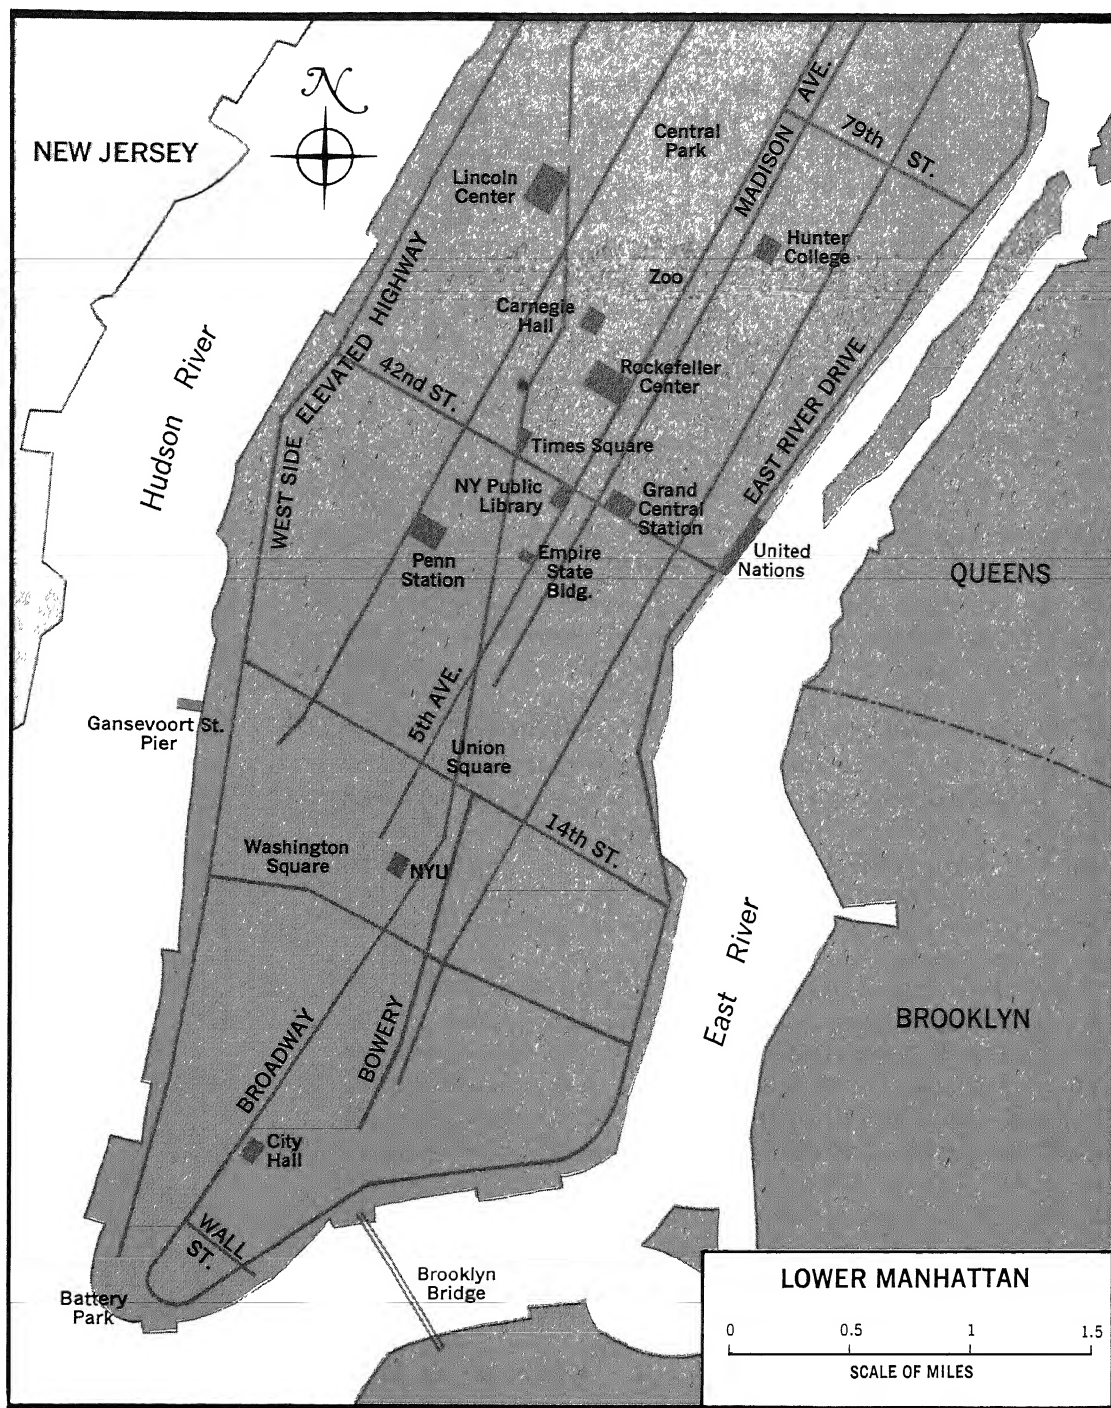 N
NEW JERSEY
Central
Park
MADISON AVE.
79th ST.
Lincoln
Center
Hunter
College
Zoo
Carnegie
Hall
WEST SIDE ELEVATED HIGHWAY
Hudson River
42nd ST.
Rockefeller
Center
EAST RIVER DRIVE
Times Square
NY Public
Library
Grand
Central
Station
Penn
Station
Empire
State
Bldg.
United
Nations
QUEENS
5th AVE.
Gansevoort St.
Pier
Union
Square
14th ST.
Washington
Square
NYU
East River
BROOKLYN
BROADWAY
BOWERY
City
Hall
WALL
ST.
Battery
Park
Brooklyn
Bridge
LOWER MANHATTAN
0 0.5 1 1.5
SCALE OF MILES